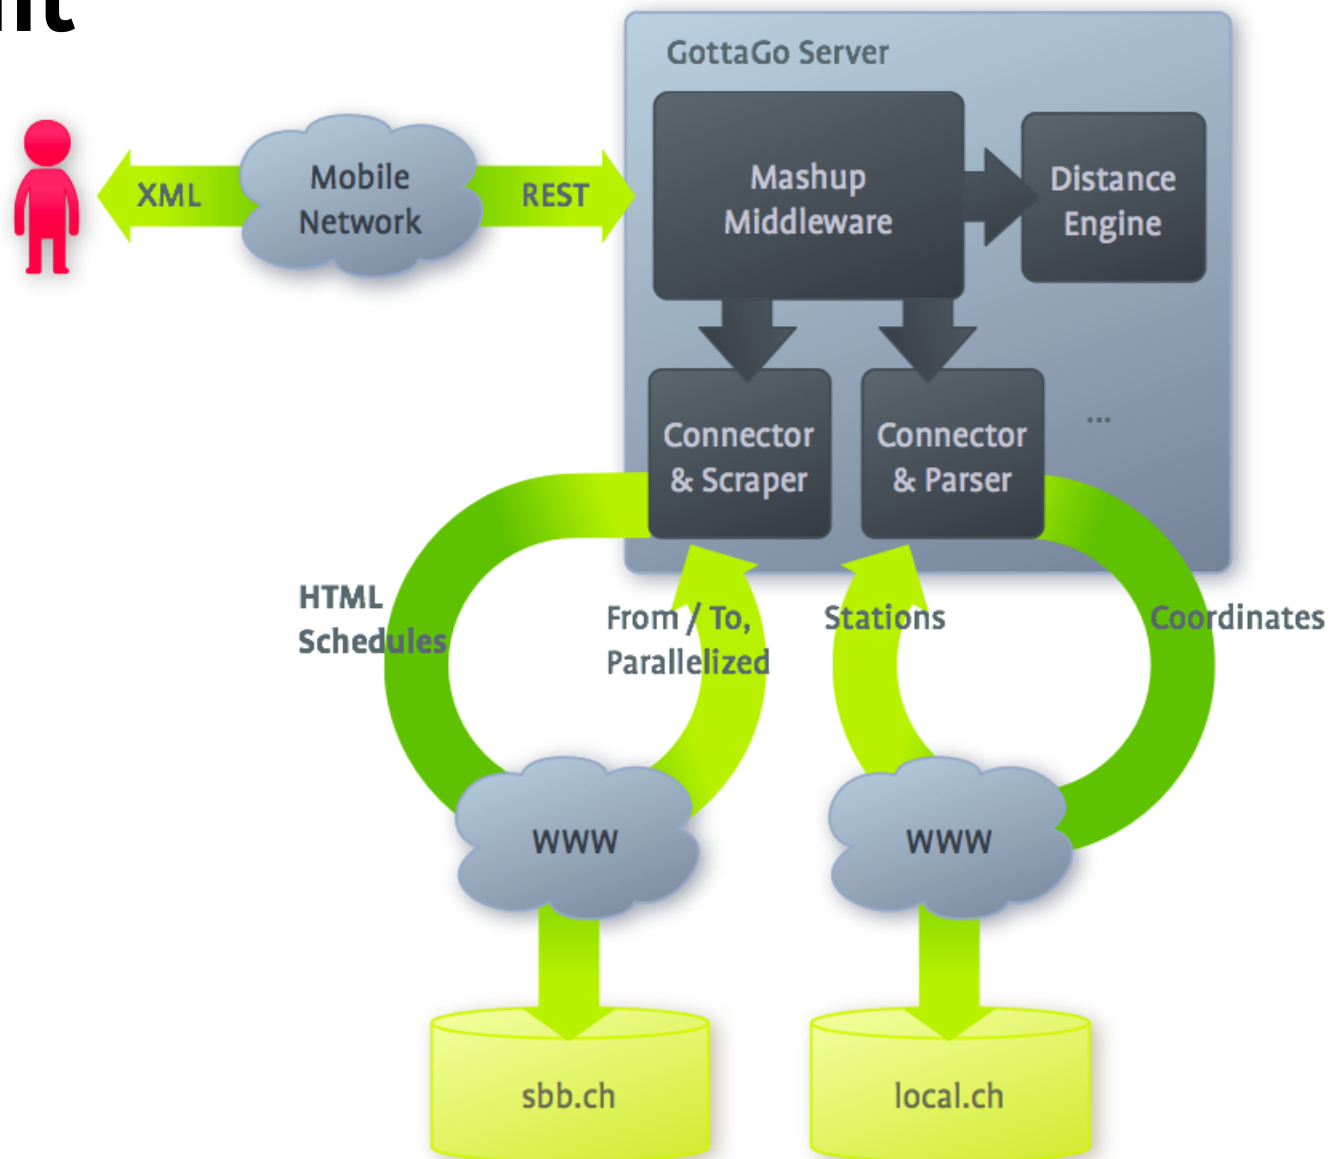 GottaGo Server
XML
Mobile
Network
REST
Mashup
Middleware
Distance
Engine
Connector
& Scraper
Connector
& Parser
...
HTML
Schedules
From / To,
Parallelized
Stations
Coordinates
WWW
WWW
sbb.ch
local.ch